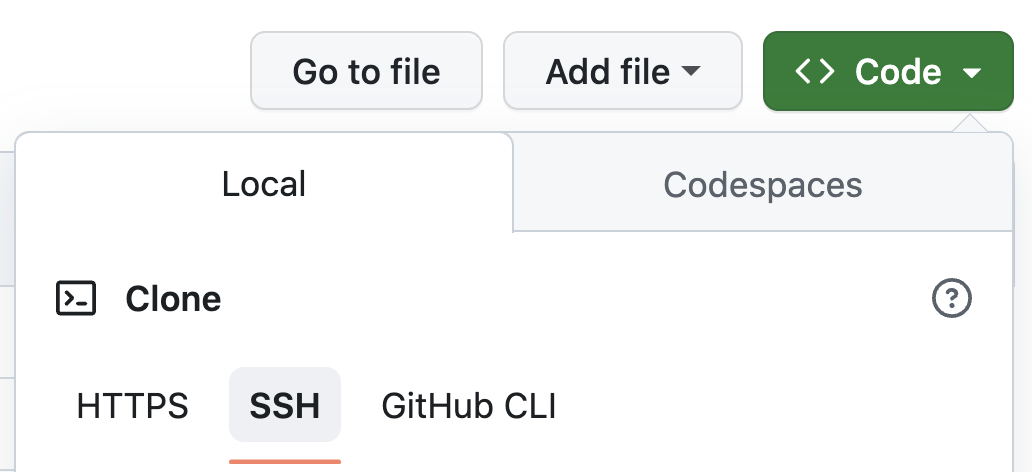 Go to file Add file <> Code
Local Codespaces
Clone
HTTPS SSH GitHub CLI